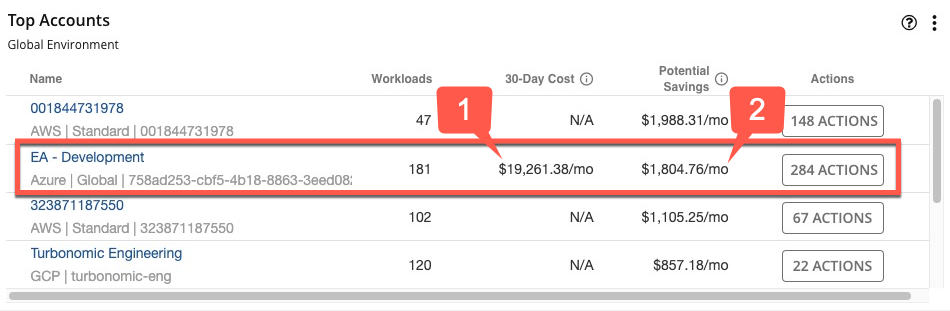 Top Accounts
Global Environment
Name Workloads 30-Day Cost Potential Savings Actions
001844731978 47 N/A $1,988.31/mo 148 ACTIONS
AWS | Standard | 001844731978
1 2
EA - Development 181 $19,261.38/mo $1,804.76/mo 284 ACTIONS
Azure | Global | 758ad253-cbf5-4b18-8863-3eed082
323871187550 102 N/A $1,105.25/mo 67 ACTIONS
AWS | Standard | 323871187550
Turbonomic Engineering 120 N/A $857.18/mo 22 ACTIONS
GCP | turbonomic-eng